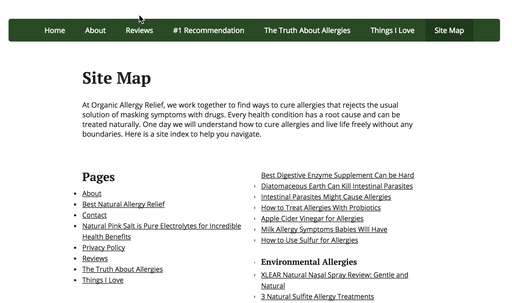 Home About Reviews #1 Recommendation The Truth About Allergies Things I Love Site Map
Site Map
At Organic Allergy Relief, we work together to find ways to cure allergies that rejects the usual
solution of masking symptoms with drugs. Every health condition has a root cause and can be
treated naturally. One day we will understand how to cure allergies and live life freely without any
boundaries. Here is a site index to help you navigate.
Pages
About
Best Natural Allergy Relief
Contact
Natural Pink Salt is Pure Electrolytes for Incredible
Health Benefits
Privacy Policy
Reviews
The Truth About Allergies
Things I Love
Best Digestive Enzyme Supplement Can be Hard
Diatomaceous Earth Can Kill Intestinal Parasites
Intestinal Parasites Might Cause Allergies
How to Treat Allergies With Probiotics
Apple Cider Vinegar for Allergies
Milk Allergy Symptoms Babies Will Have
How to Use Sulfur for Allergies
Environmental Allergies
XLEAR Natural Nasal Spray Review: Gentle and
Natural
3 Natural Sulfite Allergy Treatments